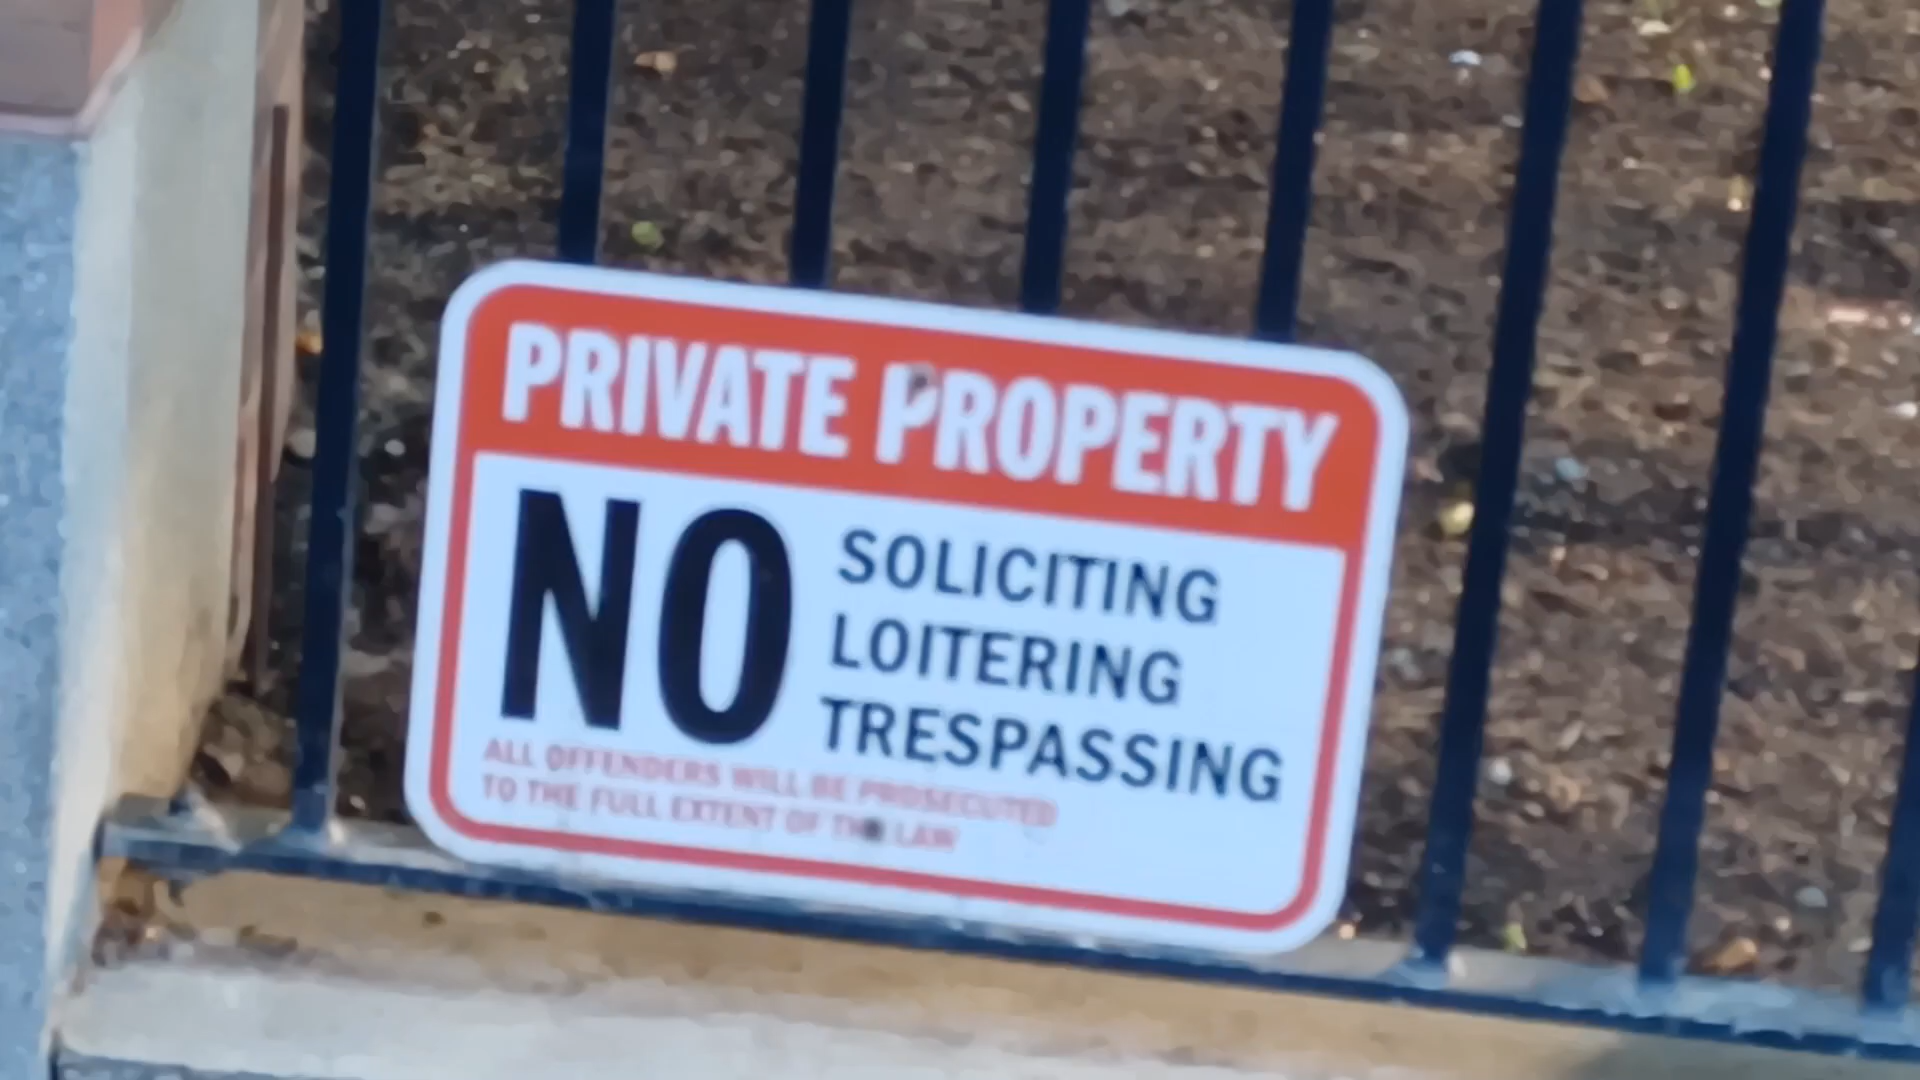 PRIVATE PROPERTY
NO
SOLICITING
LOITERING
TRESPASSING
ALL OFFENDERS WILL BE PROSECUTED
TO THE FULL EXTENT OF THE LAW